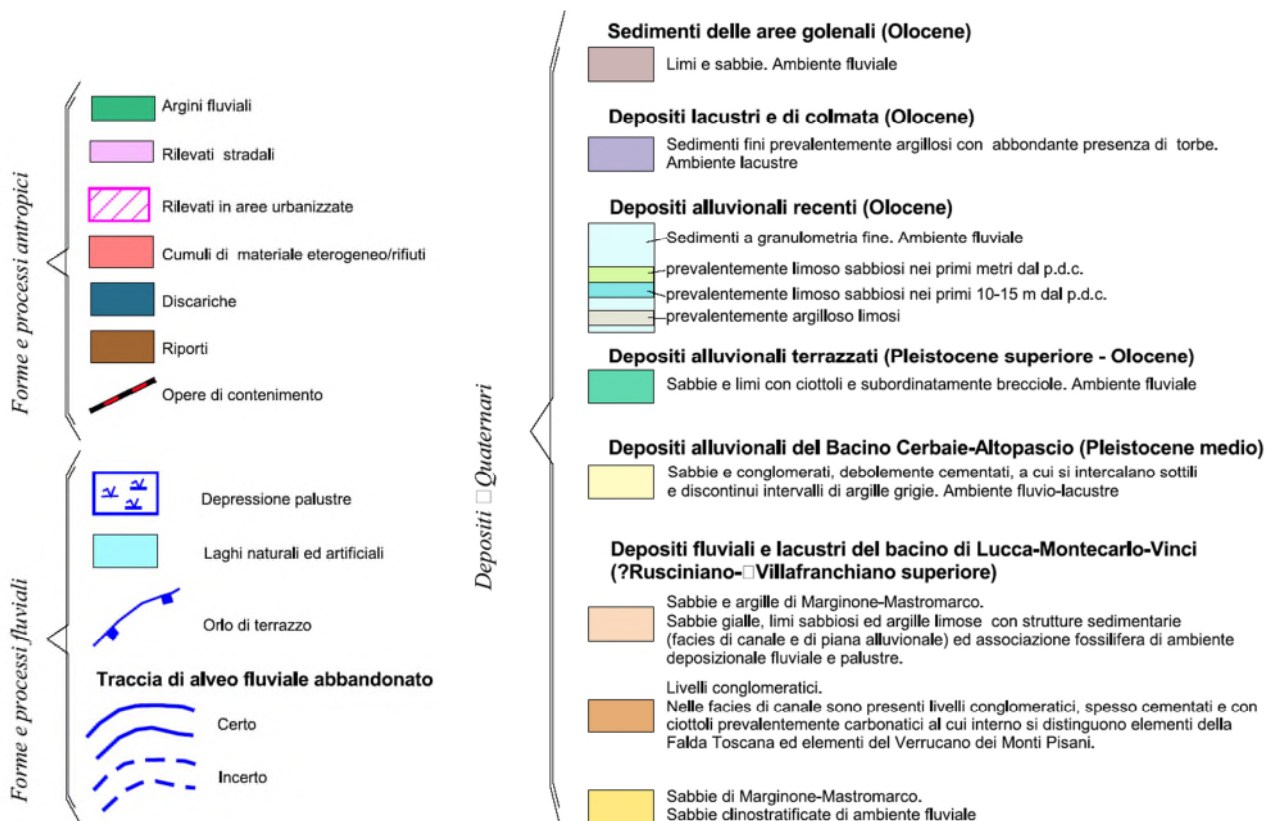 Forme e processi antropici
Argini fluviali
Rilevati stradali
Rilevati in aree urbanizzate
Cumuli di materiale eterogeneo/rifiuti
Discariche
Riporti
Opere di contenimento
Forme e processi fluviali
Depressione palustre
Laghi naturali ed artificiali
Orlo di terrazzo
Traccia di alveo fluviale abbandonato
Certo
Incerto
Depositi □Quaternari
Sedimenti delle aree golenali (Olocene)
Limi e sabbie. Ambiente fluviale
Depositi lacustri e di colmata (Olocene)
Sedimenti fini prevalentemente argillosi con abbondante presenza di torbe.
Ambiente lacustre
Depositi alluvionali recenti (Olocene)
Sedimenti a granulometria fine. Ambiente fluviale
prevalentemente limoso sabbiosi nei primi metri dal p.d.c.
prevalentemente limoso sabbiosi nei primi 10-15 m dal p.d.c.
prevalentemente argilloso limosi
Depositi alluvionali terrazzati (Pleistocene superiore - Olocene)
Sabbie e limi con ciottoli e subordinatamente brecciole. Ambiente fluviale
Depositi alluvionali del Bacino Cerbaie-Altopascio (Pleistocene medio)
Sabbie e conglomerati, debolemente cementati, a cui si intercalano sottili
e discontinui intervalli di argille grigie. Ambiente fluvio-lacustre
Depositi fluviali e lacustri del bacino di Lucca-Montecarlo-Vinci
(?Rusciniano-□Villafranchiano superiore)
Sabbie e argille di Marginone-Mastromarco.
Sabbie gialle, limi sabbiosi ed argille limose con strutture sedimentarie
(facies di canale e di piana alluvionale) ed associazione fossilifera di ambiente
deposizionale fluviale e palustre.
Livelli conglomeratici.
Nelle facies di canale sono presenti livelli conglomeratici, spesso cementati e con
ciottoli prevalentemente carbonatici al cui interno si distinguono elementi della
Falda Toscana ed elementi del Verrucano dei Monti Pisani.
Sabbie di Marginone-Mastromarco.
Sabbie clinostratificate di ambiente fluviale